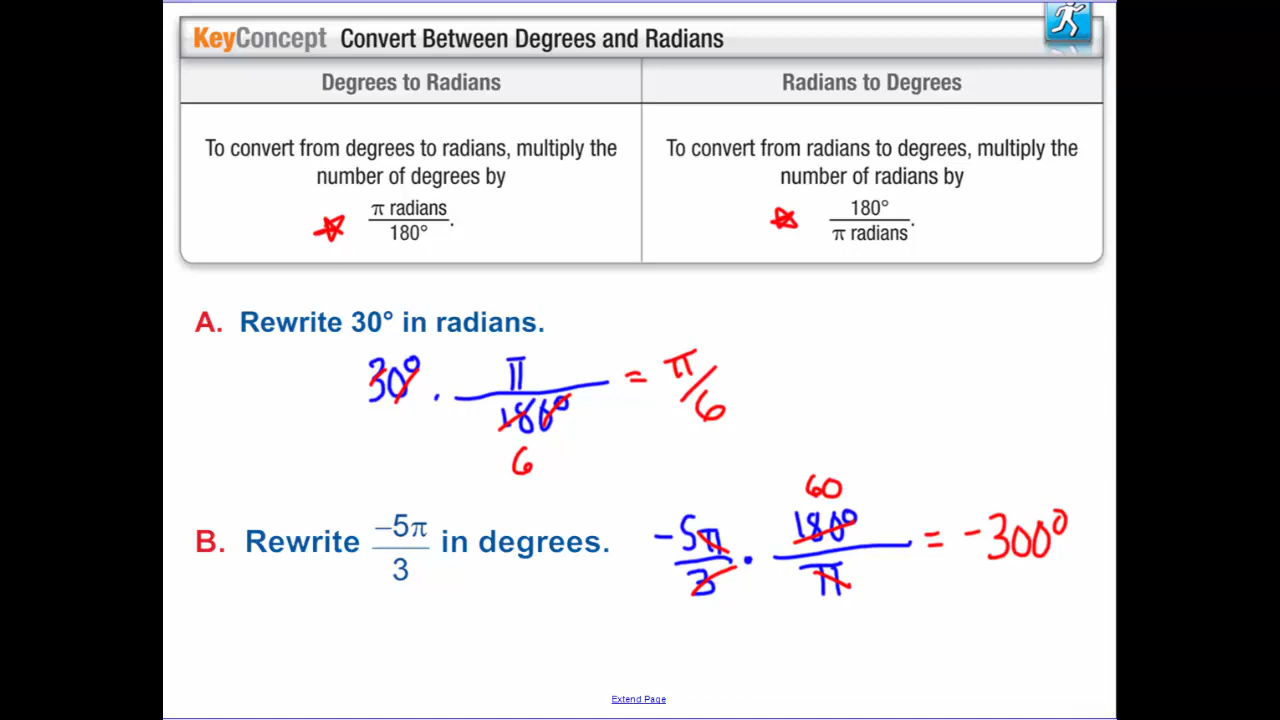 KeyConcept Convert Between Degrees and Radians
Degrees to Radians
To convert from degrees to radians, multiply the
number of degrees by
π radians
180°.
Radians to Degrees
To convert from radians to degrees, multiply the
number of radians by
180°
π radians.
A. Rewrite 30° in radians.
30° · π/180° = π/6
6
B. Rewrite −5π/3 in degrees.
60
-5π/3 · 180°/π = -300°
Extend Page